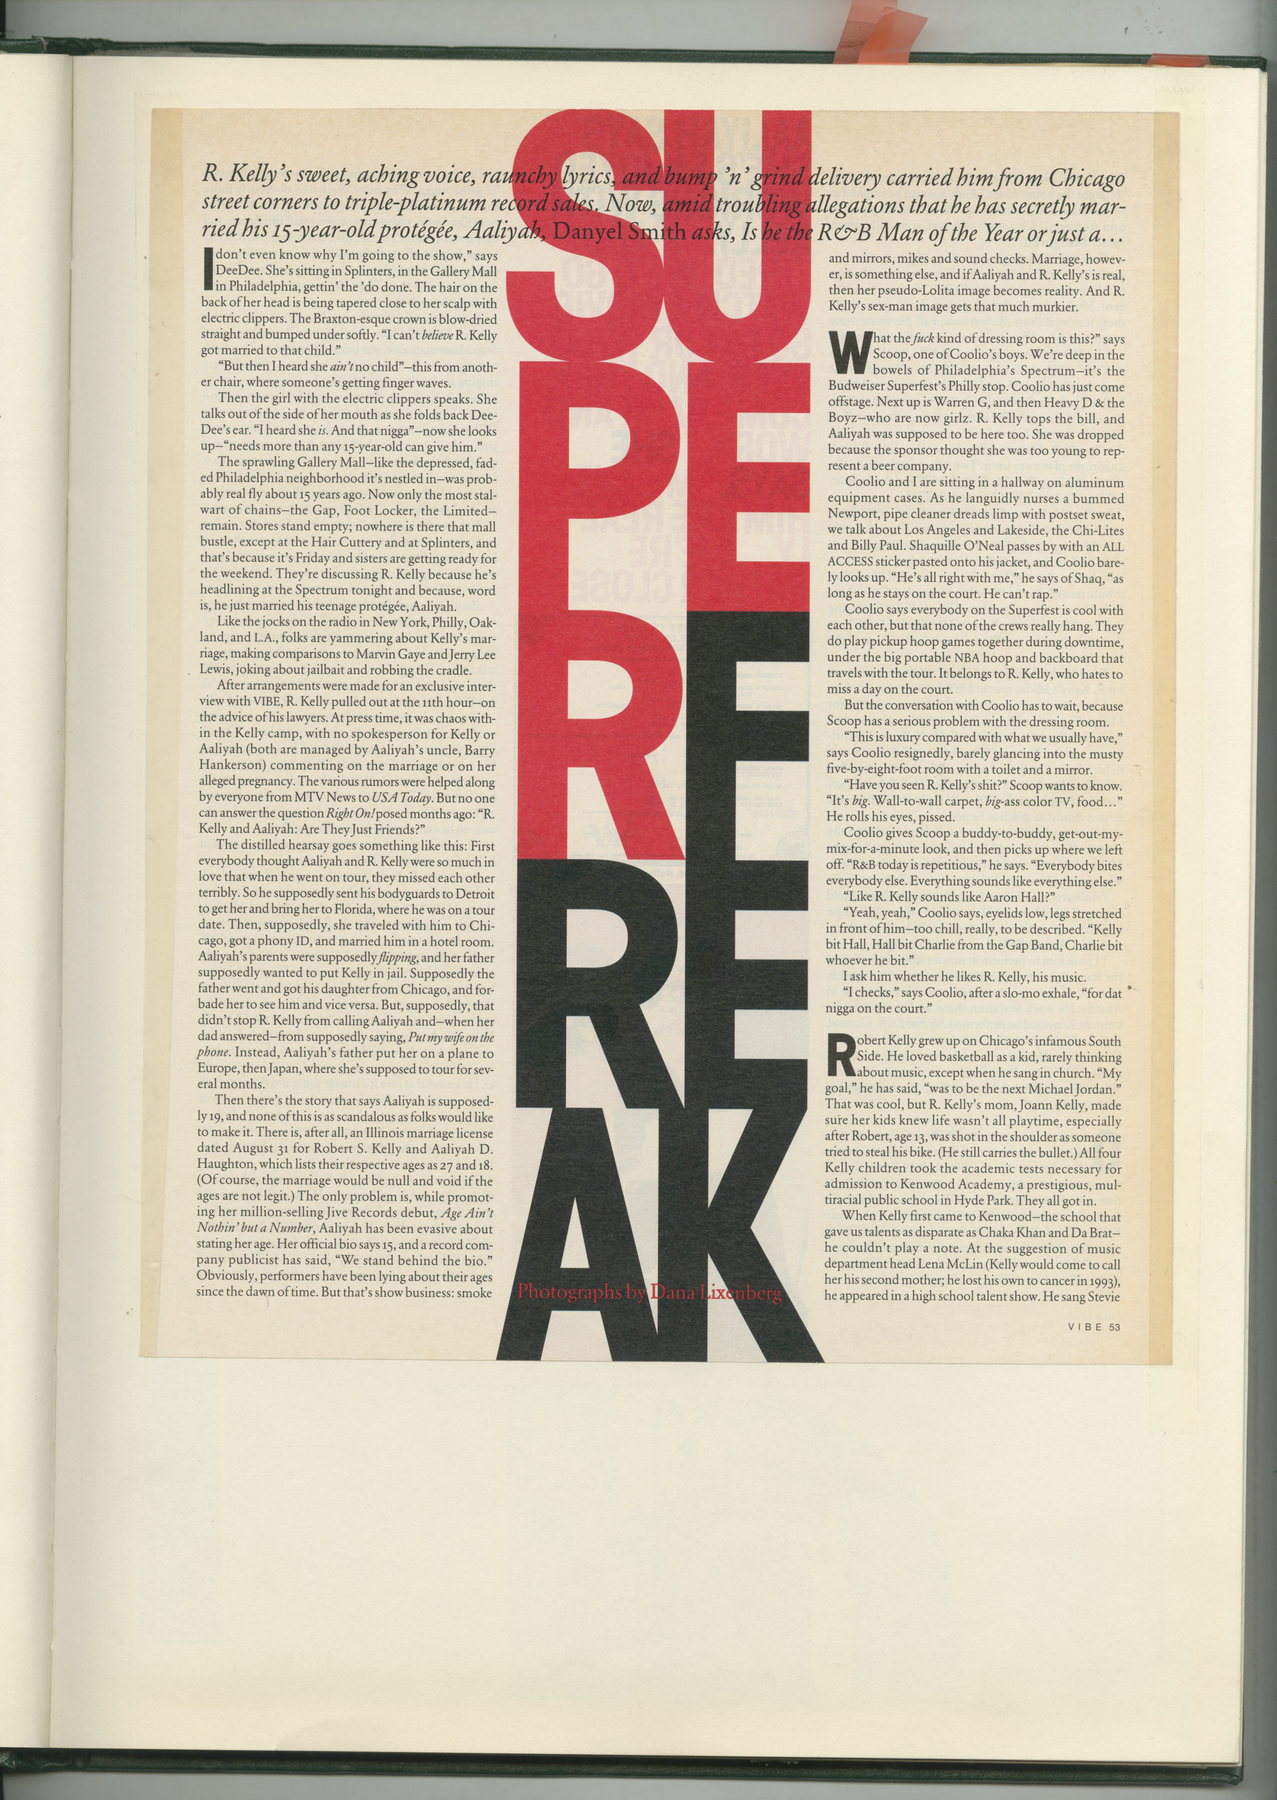 R. Kelly's sweet, aching voice, raunchy lyrics, and bump 'n' grind delivery carried him from Chicago
street corners to triple-platinum record sales. Now, amid troubling allegations that he has secretly mar-
ried his 15-year-old protégée, Aaliyah, Danyel Smith asks, Is he the R&B Man of the Year or just a...
SU
PE
RF
RE
AK
I don't even know why I'm going to the show," says
DeeDee. She's sitting in Splinters, in the Gallery Mall
in Philadelphia, gettin' the 'do done. The hair on the
back of her head is being tapered close to her scalp with
electric clippers. The Braxton-esque crown is blow-dried
straight and bumped under softly. "I can't believe R. Kelly
got married to that child."
"But then I heard she ain't no child"—this from anoth-
er chair, where someone's getting finger waves.
Then the girl with the electric clippers speaks. She
talks out of the side of her mouth as she folds back Dee-
Dee's ear. "I heard she is. And that nigga"—now she looks
up—"needs more than any 15-year-old can give him."
The sprawling Gallery Mall—like the depressed, fad-
ed Philadelphia neighborhood it's nestled in—was prob-
ably real fly about 15 years ago. Now only the most stal-
wart of chains—the Gap, Foot Locker, the Limited—
remain. Stores stand empty; nowhere is there that mall
bustle, except at the Hair Cuttery and at Splinters, and
that's because it's Friday and sisters are getting ready for
the weekend. They're discussing R. Kelly because he's
headlining at the Spectrum tonight and because, word
is, he just married his teenage protégée, Aaliyah.
Like the jocks on the radio in New York, Philly, Oak-
land, and L.A., folks are yammering about Kelly's mar-
riage, making comparisons to Marvin Gaye and Jerry Lee
Lewis, joking about jailbait and robbing the cradle.
After arrangements were made for an exclusive inter-
view with VIBE, R. Kelly pulled out at the 11th hour—on
the advice of his lawyers. At press time, it was chaos with-
in the Kelly camp, with no spokesperson for Kelly or
Aaliyah (both are managed by Aaliyah's uncle, Barry
Hankerson) commenting on the marriage or on her
alleged pregnancy. The various rumors were helped along
by everyone from MTV News to USA Today. But no one
can answer the question Right On! posed months ago: "R.
Kelly and Aaliyah: Are They Just Friends?"
The distilled hearsay goes something like this: First
everybody thought Aaliyah and R. Kelly were so much in
love that when he went on tour, they missed each other
terribly. So he supposedly sent his bodyguards to Detroit
to get her and bring her to Florida, where he was on a tour
date. Then, supposedly, she traveled with him to Chi-
cago, got a phony ID, and married him in a hotel room.
Aaliyah's parents were supposedly flipping, and her father
supposedly wanted to put Kelly in jail. Supposedly the
father went and got his daughter from Chicago, and for-
bade her to see him and vice versa. But, supposedly, that
didn't stop R. Kelly from calling Aaliyah and—when her
dad answered—from supposedly saying, Put my wife on the
phone. Instead, Aaliyah's father put her on a plane to
Europe, then Japan, where she's supposed to tour for sev-
eral months.
Then there's the story that says Aaliyah is supposed-
ly 19, and none of this is as scandalous as folks would like
to make it. There is, after all, an Illinois marriage license
dated August 31 for Robert S. Kelly and Aaliyah D.
Haughton, which lists their respective ages as 27 and 18.
(Of course, the marriage would be null and void if the
ages are not legit.) The only problem is, while promot-
ing her million-selling Jive Records debut, Age Ain't
Nothin' but a Number, Aaliyah has been evasive about
stating her age. Her official bio says 15, and a record com-
pany publicist has said, "We stand behind the bio."
Obviously, performers have been lying about their ages
since the dawn of time. But that's show business: smoke
Photographs by Dana Lixenberg
and mirrors, mikes and sound checks. Marriage, howev-
er, is something else, and if Aaliyah and R. Kelly's is real,
then her pseudo-Lolita image becomes reality. And R.
Kelly's sex-man image gets that much murkier.
What the fuck kind of dressing room is this?" says
Scoop, one of Coolio's boys. We're deep in the
bowels of Philadelphia's Spectrum—it's the
Budweiser Superfest's Philly stop. Coolio has just come
offstage. Next up is Warren G, and then Heavy D & the
Boyz—who are now girlz. R. Kelly tops the bill, and
Aaliyah was supposed to be here too. She was dropped
because the sponsor thought she was too young to rep-
resent a beer company.
Coolio and I are sitting in a hallway on aluminum
equipment cases. As he languidly nurses a bummed
Newport, pipe cleaner dreads limp with postset sweat,
we talk about Los Angeles and Lakeside, the Chi-Lites
and Billy Paul. Shaquille O'Neal passes by with an ALL
ACCESS sticker pasted onto his jacket, and Coolio bare-
ly looks up. "He's all right with me," he says of Shaq, "as
long as he stays on the court. He can't rap."
Coolio says everybody on the Superfest is cool with
each other, but that none of the crews really hang. They
do play pickup hoop games together during downtime,
under the big portable NBA hoop and backboard that
travels with the tour. It belongs to R. Kelly, who hates to
miss a day on the court.
But the conversation with Coolio has to wait, because
Scoop has a serious problem with the dressing room.
"This is luxury compared with what we usually have,"
says Coolio resignedly, barely glancing into the musty
five-by-eight-foot room with a toilet and a mirror.
"Have you seen R. Kelly's shit?" Scoop wants to know.
"It's big. Wall-to-wall carpet, big-ass color TV, food..."
He rolls his eyes, pissed.
Coolio gives Scoop a buddy-to-buddy, get-out-my-
mix-for-a-minute look, and then picks up where we left
off. "R&B today is repetitious," he says. "Everybody bites
everybody else. Everything sounds like everything else."
"Like R. Kelly sounds like Aaron Hall?"
"Yeah, yeah," Coolio says, eyelids low, legs stretched
in front of him—too chill, really, to be described. "Kelly
bit Hall, Hall bit Charlie from the Gap Band, Charlie bit
whoever he bit."
I ask him whether he likes R. Kelly, his music.
"I checks," says Coolio, after a slo-mo exhale, "for dat
nigga on the court."
Robert Kelly grew up on Chicago's infamous South
Side. He loved basketball as a kid, rarely thinking
about music, except when he sang in church. "My
goal," he has said, "was to be the next Michael Jordan."
That was cool, but R. Kelly's mom, Joann Kelly, made
sure her kids knew life wasn't all playtime, especially
after Robert, age 13, was shot in the shoulder as someone
tried to steal his bike. (He still carries the bullet.) All four
Kelly children took the academic tests necessary for
admission to Kenwood Academy, a prestigious, mul-
tiracial public school in Hyde Park. They all got in.
When Kelly first came to Kenwood—the school that
gave us talents as disparate as Chaka Khan and Da Brat—
he couldn't play a note. At the suggestion of music
department head Lena McLin (Kelly would come to call
her his second mother; he lost his own to cancer in 1993),
he appeared in a high school talent show. He sang Stevie
VIBE 53